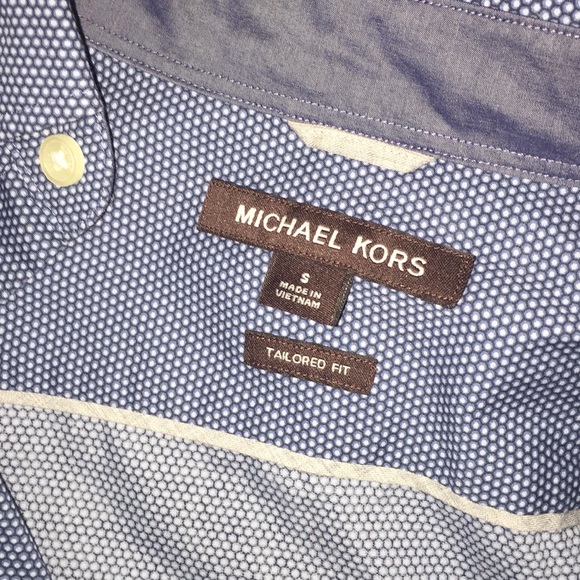 MICHAEL KORS
S
MADE IN
VIETNAM
TAILORED FIT